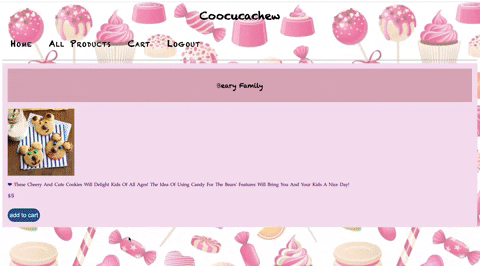 Coocucachew
Home All Products Cart Logout
Beary Family
❤ These Cheery And Cute Cookies Will Delight Kids Of All Ages! The Idea Of Using Candy For The Bears' Features Will Bring You And Your Kids A Nice Day!
$5
add to cart